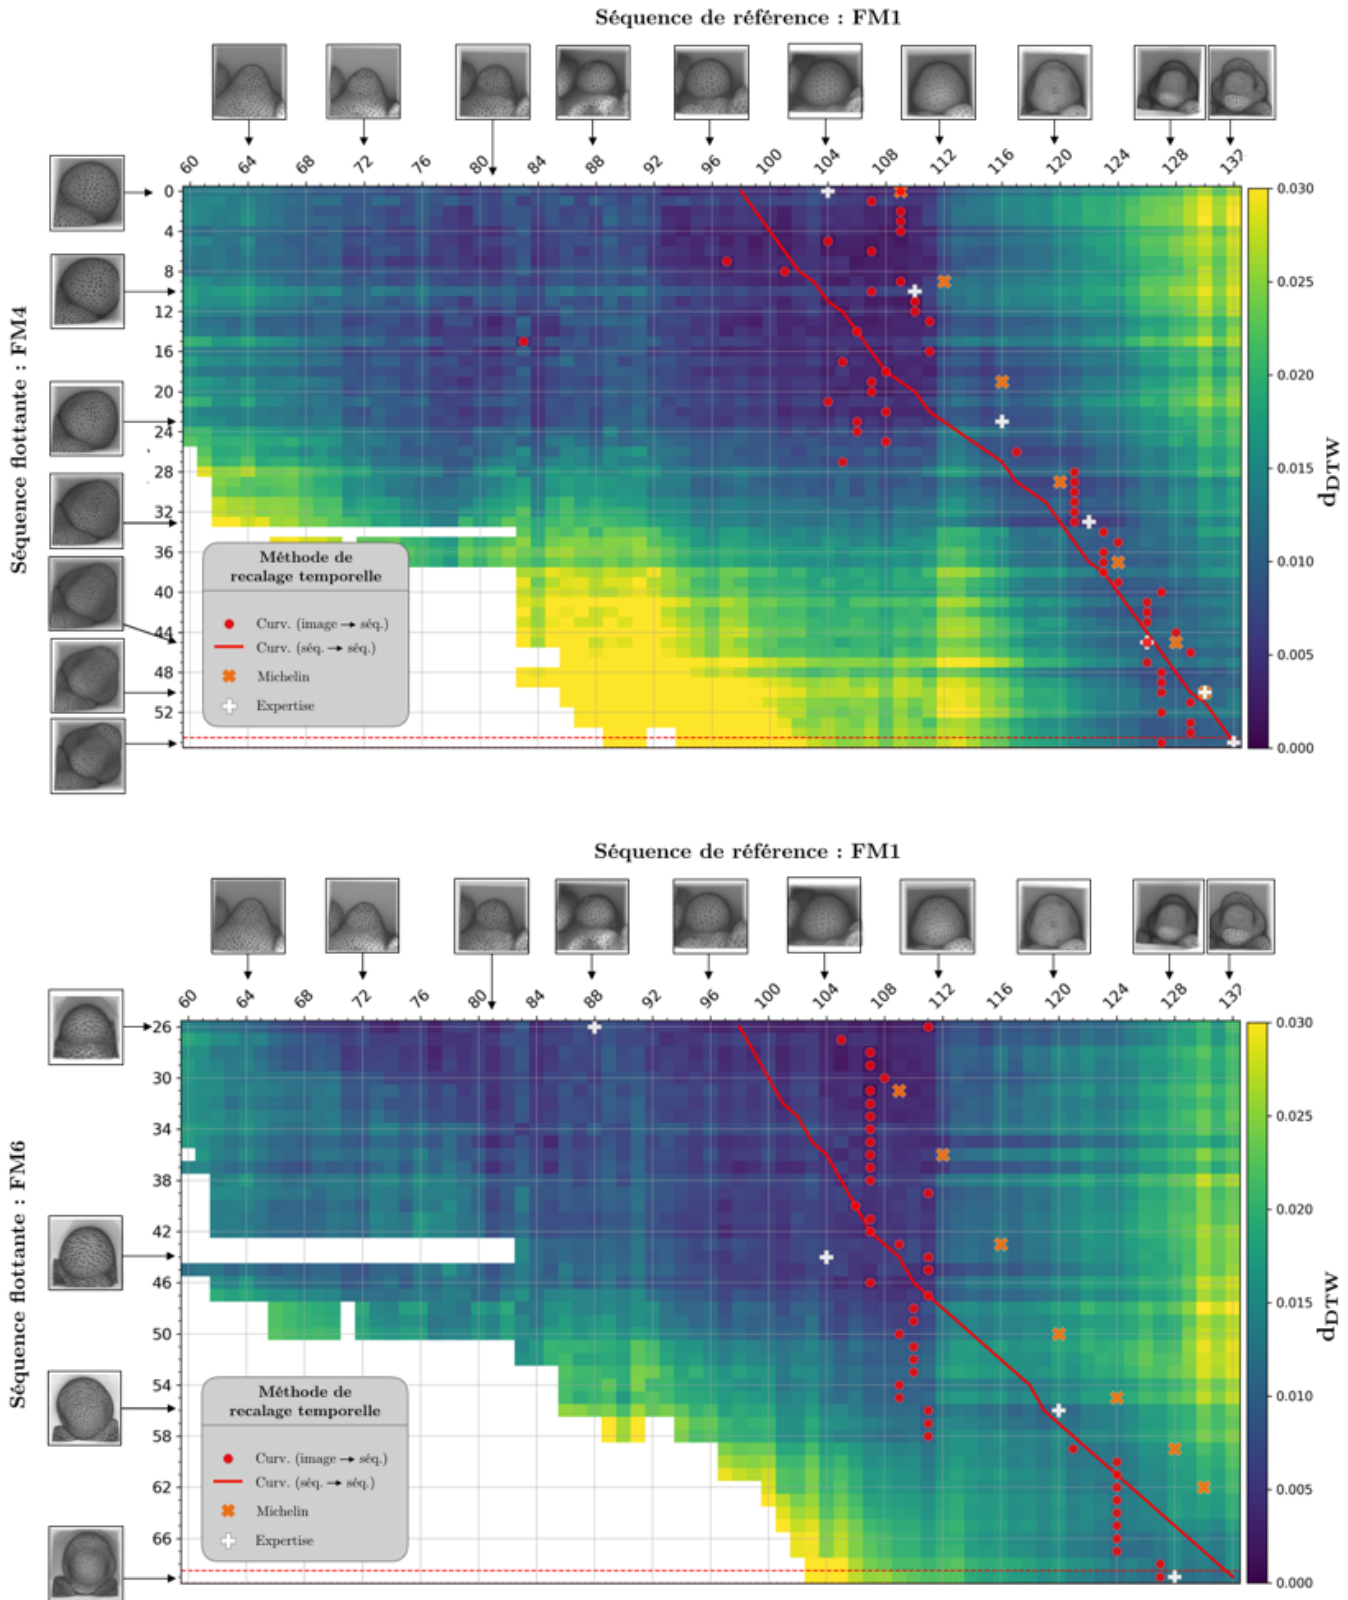 Séquence de référence : FM1
60 64 68 72 76 80 84 88 92 96 100 104 108 112 116 120 124 128 132
Séquence flottante : FM4
0
4
8
12
16
20
24
28
32
36
40
44
48
52
Méthode de
recalage temporelle
Curv. (image → séq.)
Curv. (séq. → séq.)
Michelin
Expertise
0.030
0.025
0.020
0.015
0.010
0.005
0.000
dDTW
Séquence de référence : FM1
60 64 68 72 76 80 84 88 92 96 100 104 108 112 116 120 124 128 132
Séquence flottante : FM6
26
30
34
38
42
46
50
54
58
62
66
Méthode de
recalage temporelle
Curv. (image → séq.)
Curv. (séq. → séq.)
Michelin
Expertise
0.030
0.025
0.020
0.015
0.010
0.005
0.000
dDTW